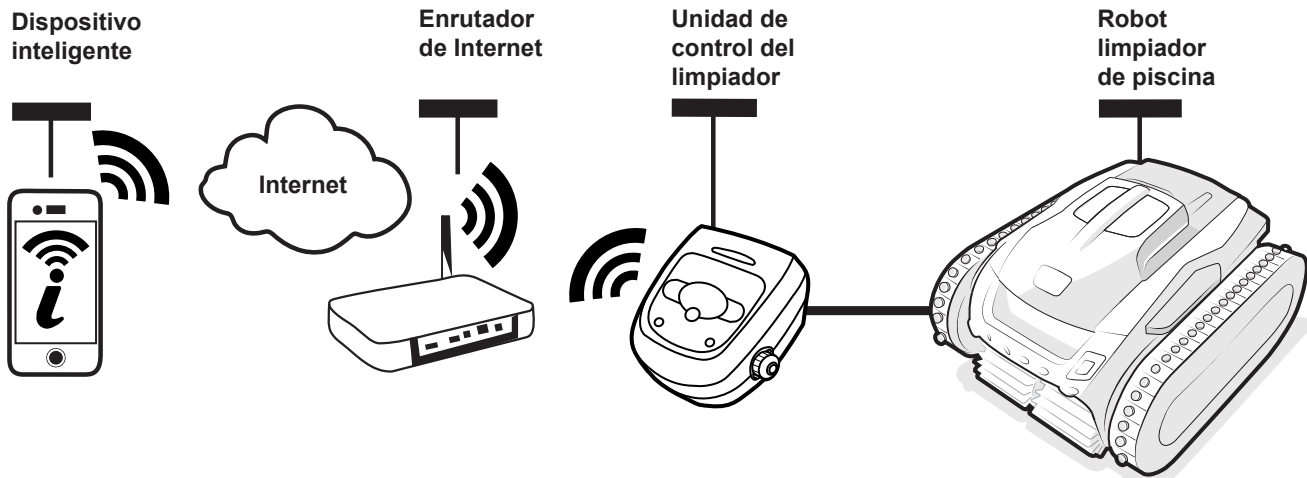 Dispositivo
inteligente
Enrutador
de Internet
Unidad de
control del
limpiador
Robot
limpiador
de piscina
Internet
i